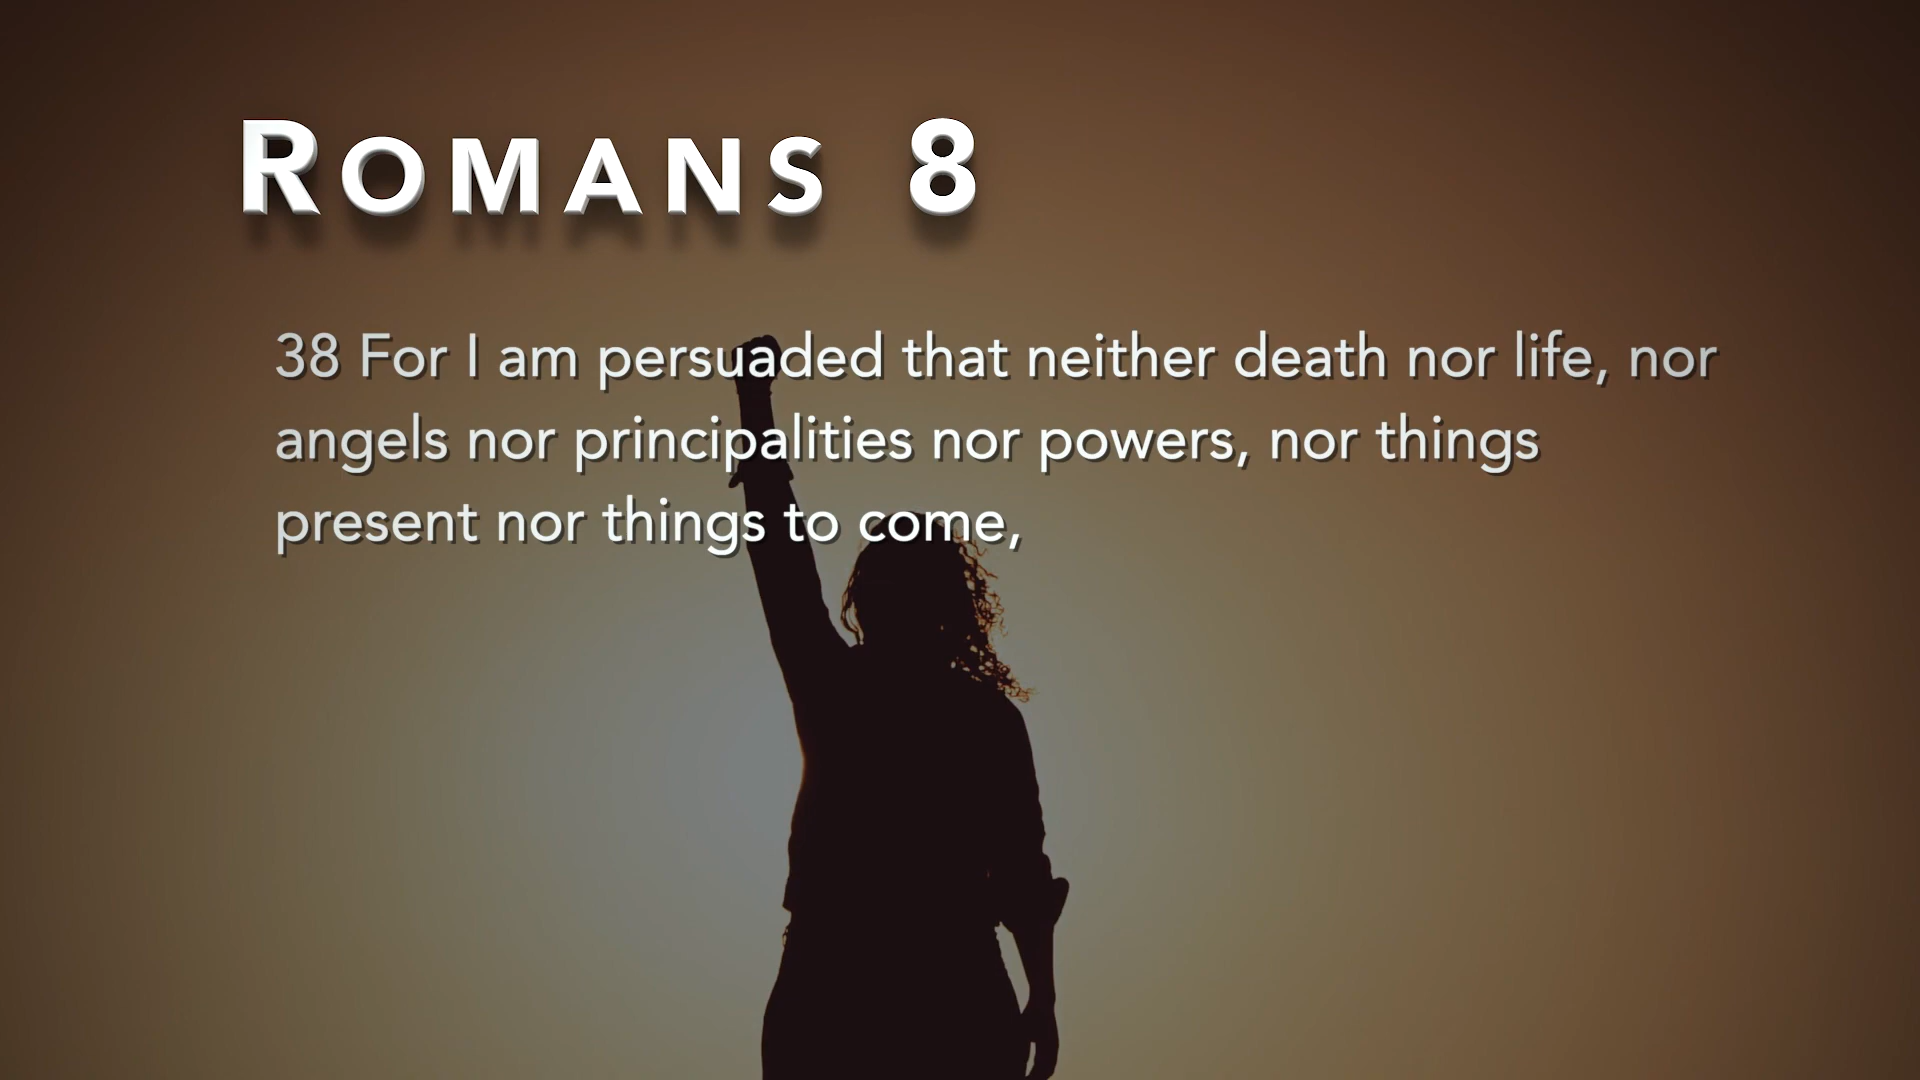 Romans 8
38 For I am persuaded that neither death nor life, nor
angels nor principalities nor powers, nor things
present nor things to come,